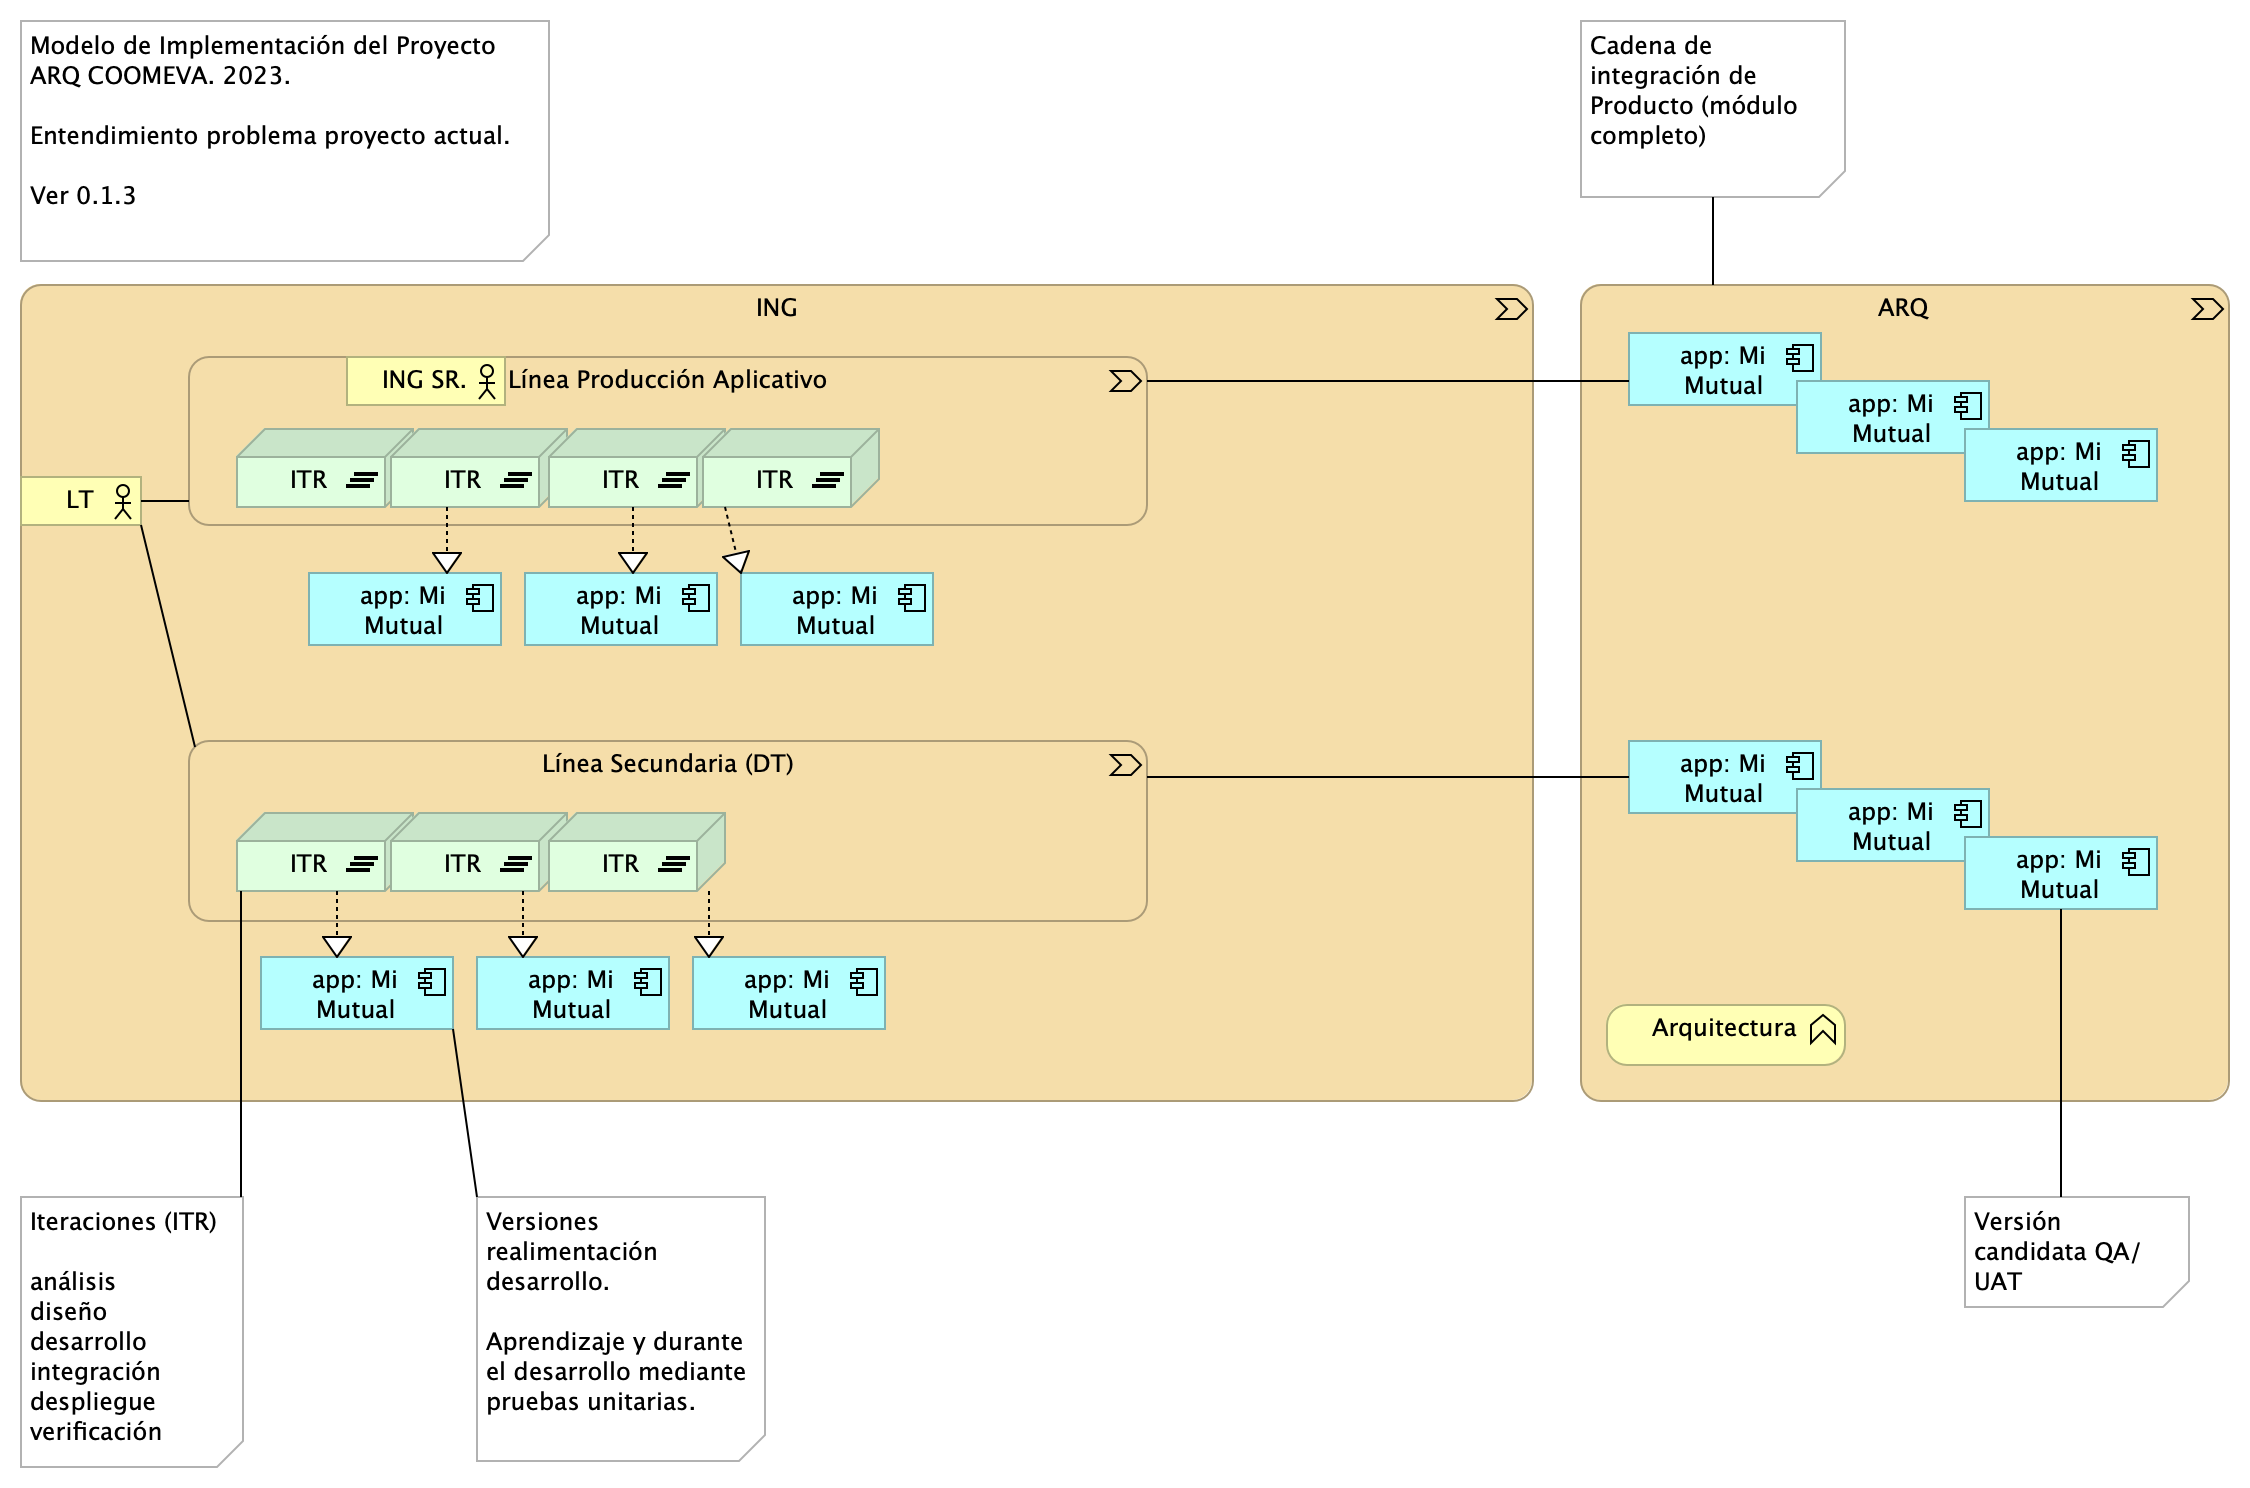 Modelo de Implementación del Proyecto
ARQ COOMEVA. 2023.
Entendimiento problema proyecto actual.
Ver 0.1.3
Cadena de
integración de
Producto (módulo
completo)
ING
ARQ
ING SR.
Línea Producción Aplicativo
ITR
ITR
ITR
ITR
LT
app: Mi
Mutual
app: Mi
Mutual
app: Mi
Mutual
app: Mi
Mutual
app: Mi
Mutual
app: Mi
Mutual
Línea Secundaria (DT)
ITR
ITR
ITR
app: Mi
Mutual
app: Mi
Mutual
app: Mi
Mutual
app: Mi
Mutual
app: Mi
Mutual
app: Mi
Mutual
Arquitectura
Iteraciones (ITR)
análisis
diseño
desarrollo
integración
despliegue
verificación
Versiones
realimentación
desarrollo.
Aprendizaje y durante
el desarrollo mediante
pruebas unitarias.
Versión
candidata QA/
UAT